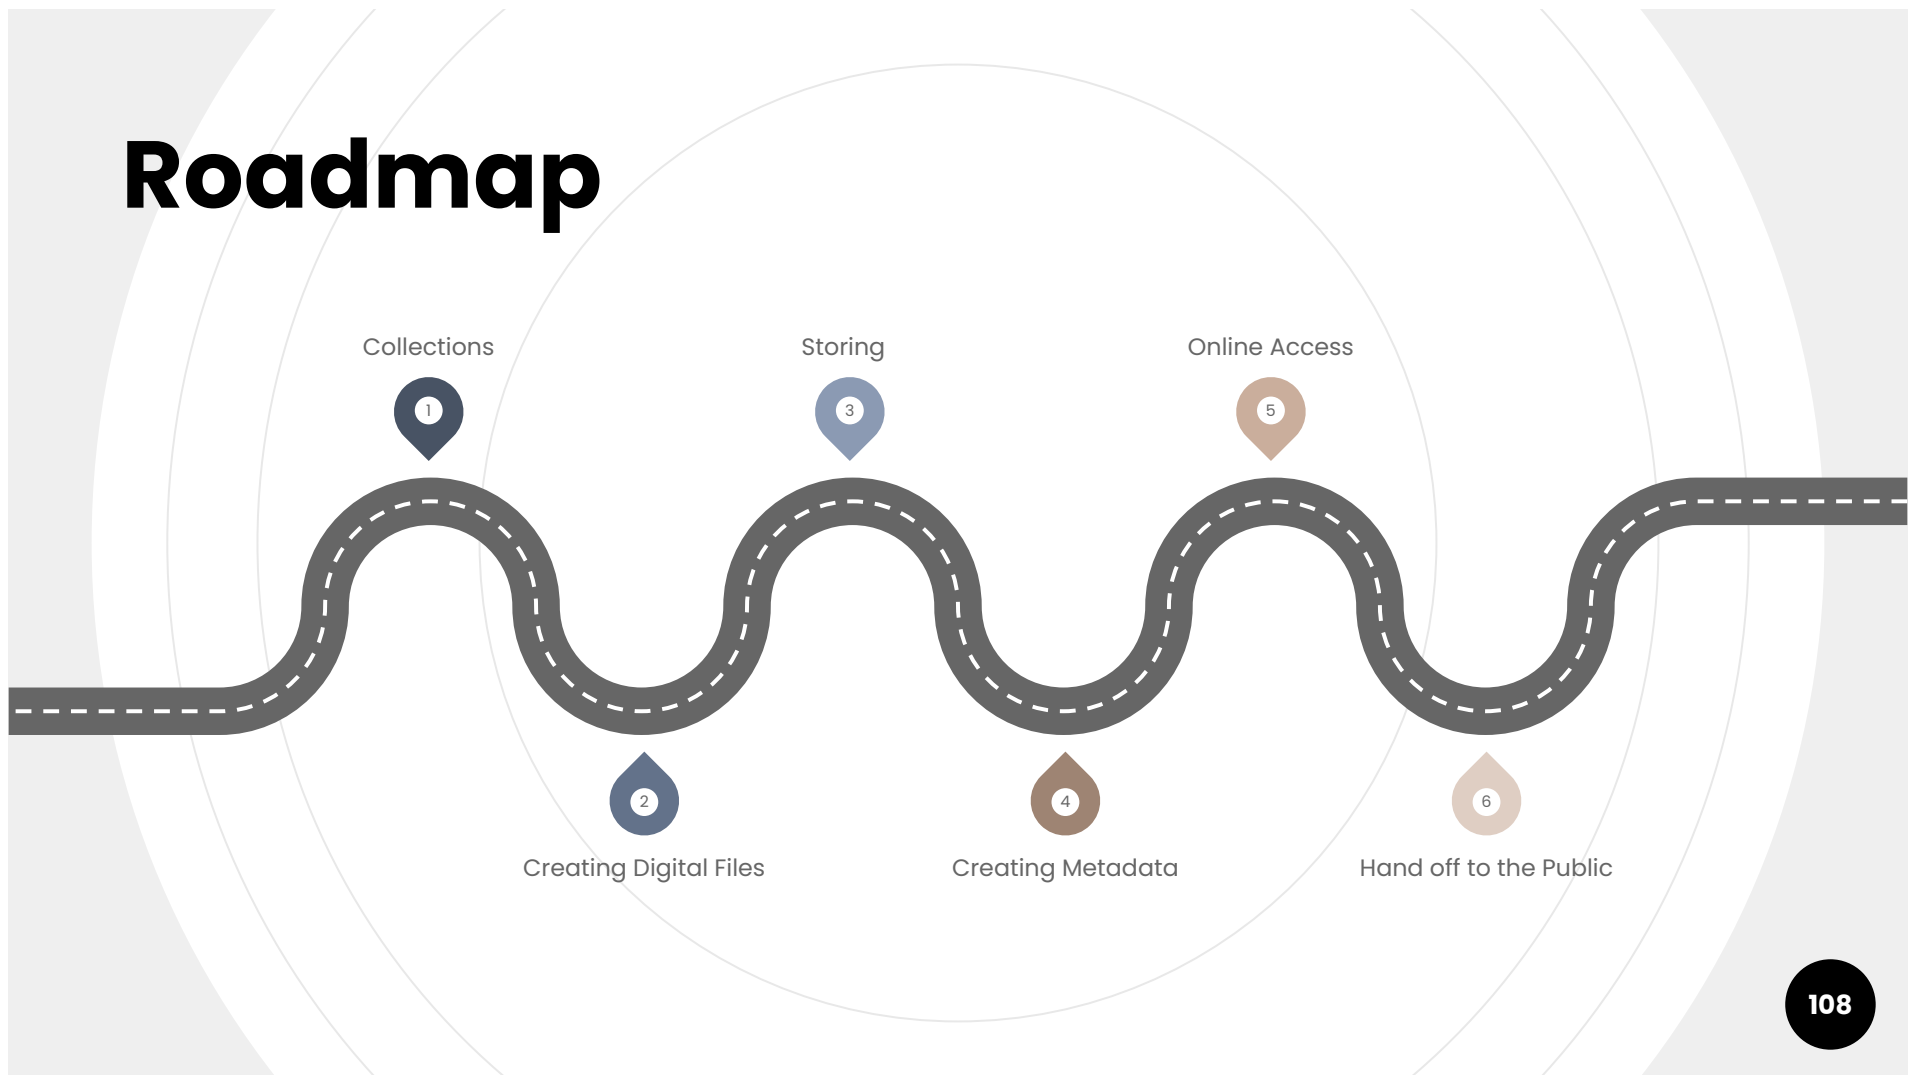 Roadmap
Collections
Storing
Online Access
1
3
5
2
4
6
Creating Digital Files
Creating Metadata
Hand off to the Public
108